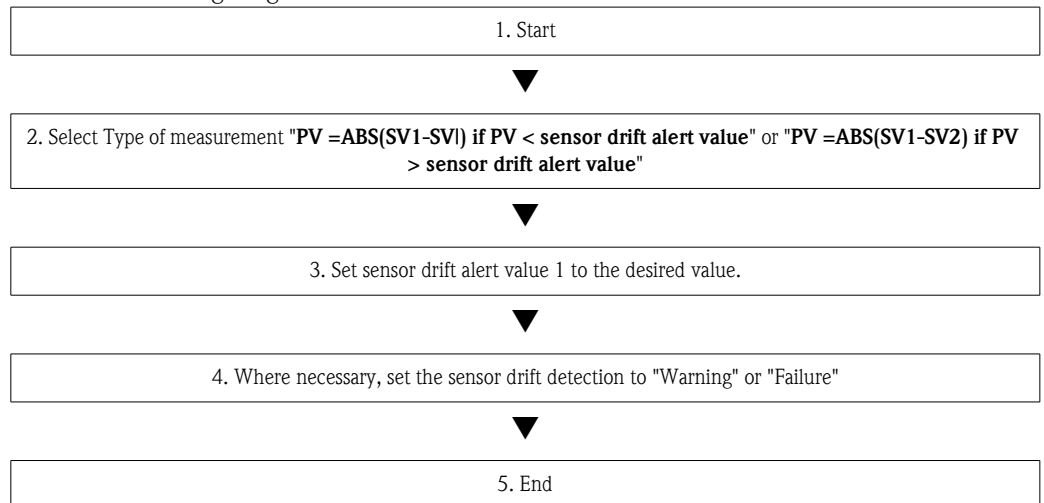 1. Start
2. Select Type of measurement "PV =ABS(SV1-SV|) if PV < sensor drift alert value" or "PV =ABS(SV1-SV2) if PV
> sensor drift alert value"
3. Set sensor drift alert value 1 to the desired value.
4. Where necessary, set the sensor drift detection to "Warning" or "Failure"
5. End